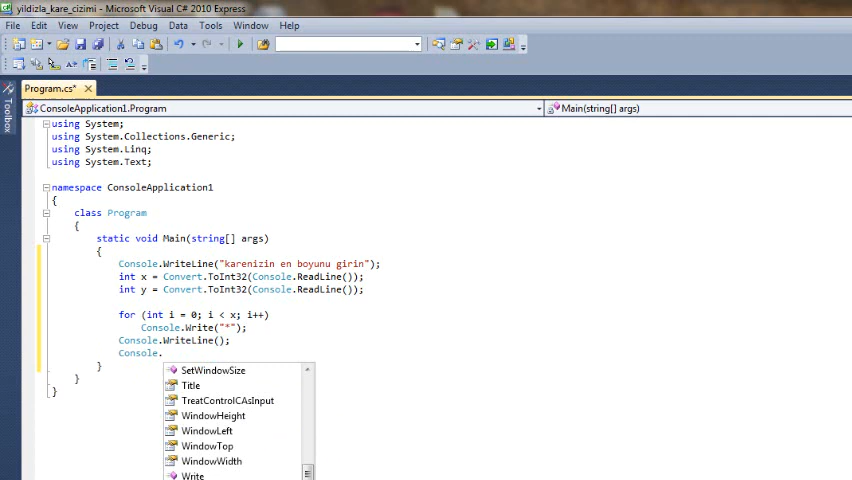 yildizla_kare_cizimi - Microsoft Visual C# 2010 Express
File Edit View Project Debug Data Tools Window Help
Program.cs*
ConsoleApplication1.Program
Main(string[] args)
Toolbox
using System;
using System.Collections.Generic;
using System.Linq;
using System.Text;
namespace ConsoleApplication1
{
class Program
{
static void Main(string[] args)
{
Console.WriteLine("karenizin en boyunu girin");
int x = Convert.ToInt32(Console.ReadLine());
int y = Convert.ToInt32(Console.ReadLine());
for (int i = 0; i < x; i++)
Console.Write("*");
Console.WriteLine();
Console.
}
}
}
SetWindowSize
Title
TreatControlCAsInput
WindowHeight
WindowLeft
WindowTop
WindowWidth
Write